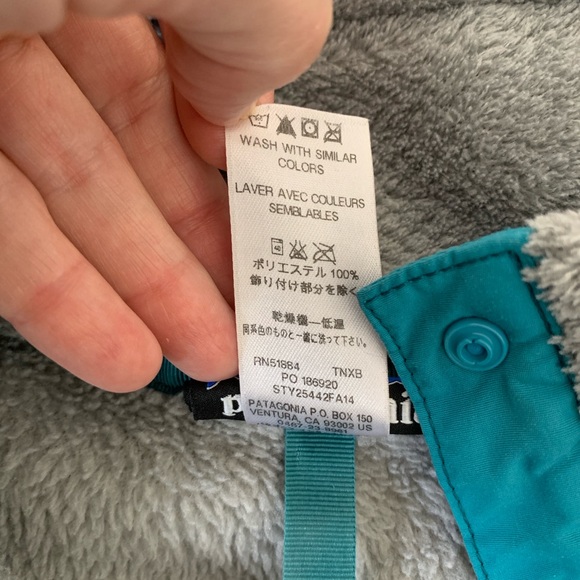 WASH WITH SIMILAR
COLORS
LAVER AVEC COULEURS
SEMBLABLES
ポリエステル 100%
飾り付け部分を除く
乾燥機—低温
同系色のものと一緒に洗って下さい。
RN51884 TNXB
PO 186920
STY25442FA14
PATAGONIA P.O. BOX 150
VENTURA, CA 93002 US